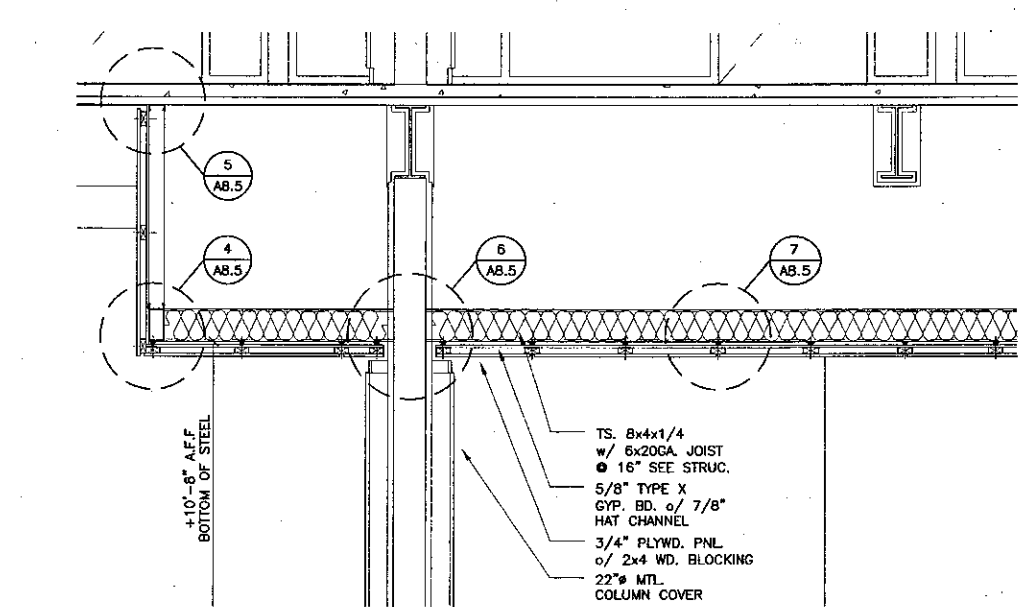 5
A8.5
4
A8.5
6
A8.5
7
A8.5
+10'-8" A.F.F
BOTTOM OF STEEL
TS. 8x4x1/4
w/ 6x20GA. JOIST
@ 16" SEE STRUC.
5/8" TYPE X
GYP. BD. o/ 7/8"
HAT CHANNEL
3/4" PLYWD. PNL.
o/ 2x4 WD. BLOCKING
22"ø MTL.
COLUMN COVER